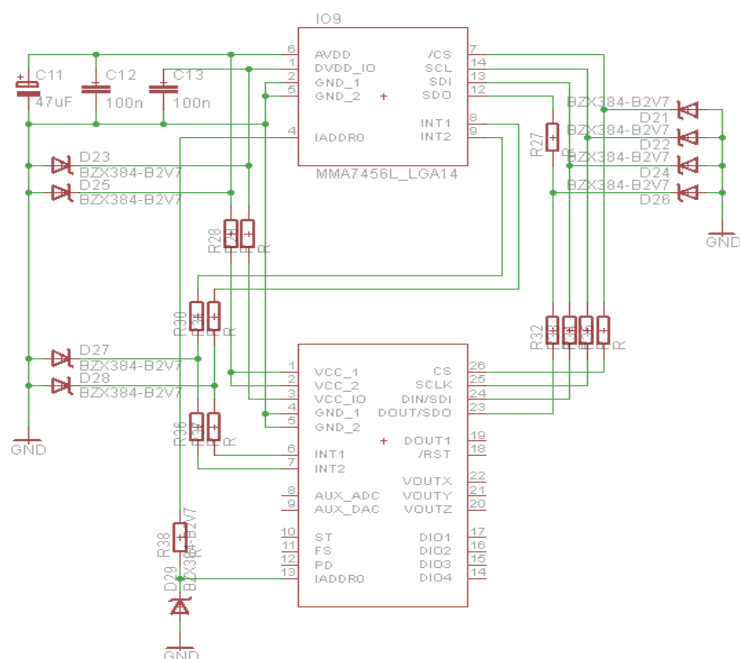 IO9
6 AVDD /CS 7
1 DVDD_IO SCL 14
2 GND_1 SDI 13
5 GND_2 SDO 12
INT1 8
4 IADDR0 INT2 9
MMA7456L_LGA14
C11
47uF
C12
100n
C13
100n
D23
BZX384-B2V7
D25
BZX384-B2V7
BZX384-B2V7
D21
BZX384-B2V7
D22
BZX384-B2V7
D24
BZX384-B2V7
D26
R27
GND
R28
R
R30
R
D27
BZX384-B2V7
D28
BZX384-B2V7
R32
R
R36
R
GND
1 VCC_1 CS 26
2 VCC_2 SCLK 25
3 VCC_IO DIN/SDI 24
4 GND_1 DOUT/SDO 23
5 GND_2
DOUT1 19
6 INT1 /RST 18
7 INT2
VOUTX 22
8 AUX_ADC VOUTY 21
9 AUX_DAC VOUTZ 20
10 ST DIO1 17
11 FS DIO2 16
12 PD DIO3 15
13 IADDR0 DIO4 14
R38
R
D29
BZX384-B2V7
GND